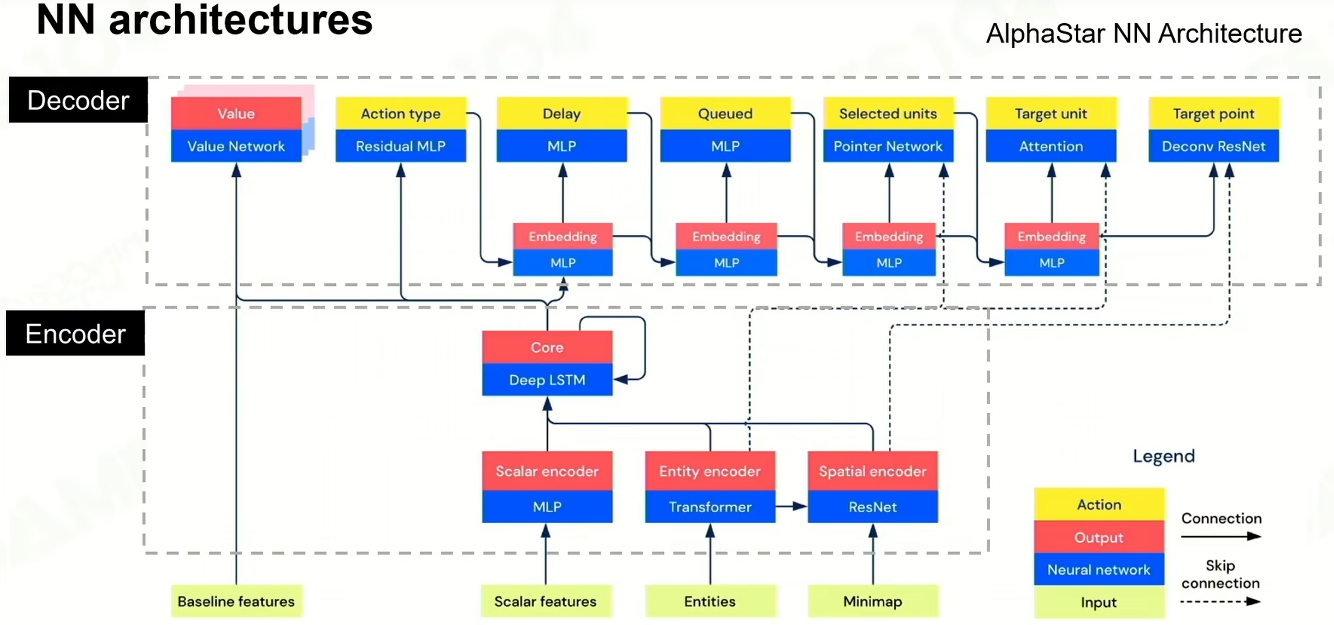 NN architectures
AlphaStar NN Architecture
Decoder
Value
Value Network
Action type
Residual MLP
Delay
MLP
Queued
MLP
Selected units
Pointer Network
Target unit
Attention
Target point
Deconv ResNet
Embedding
MLP
Embedding
MLP
Embedding
MLP
Embedding
MLP
Encoder
Core
Deep LSTM
Scalar encoder
MLP
Entity encoder
Transformer
Spatial encoder
ResNet
Baseline features
Scalar features
Entities
Minimap
Legend
Action
Output
Neural network
Input
Connection
Skip
connection